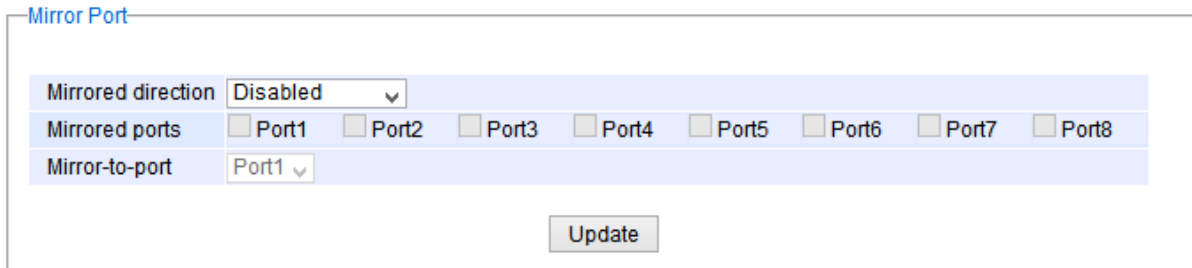 Mirror Port
Mirrored direction Disabled
Mirrored ports Port1 Port2 Port3 Port4 Port5 Port6 Port7 Port8
Mirror-to-port Port1
Update